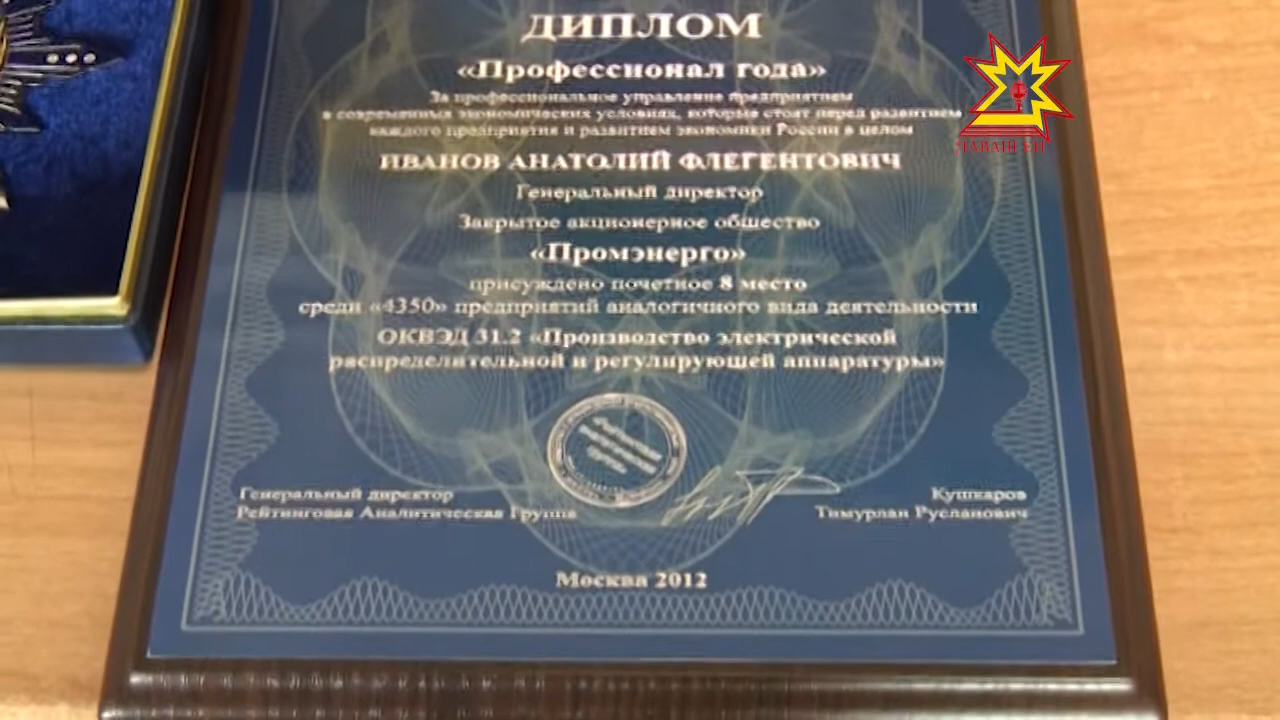 ДИПЛОМ
«Профессионал года»
За профессиональное управление предприятием
в современных экономических условиях, которые стоят перед развитием
каждого предприятия и развитием экономики России в целом
ИВАНОВ АНАТОЛИЙ ФЛЕГЕНТОВИЧ
Генеральный директор
Закрытое акционерное общество
«Промэнерго»
присуждено почетное 8 место
среди «4350» предприятий аналогичного вида деятельности
ОКВЭД 31.2 «Производство электрической
распределительной и регулирующей аппаратуры»
Генеральный директор
Рейтинговая Аналитическая Группа
Кушкаров
Тимурлан Русланович
Москва 2012